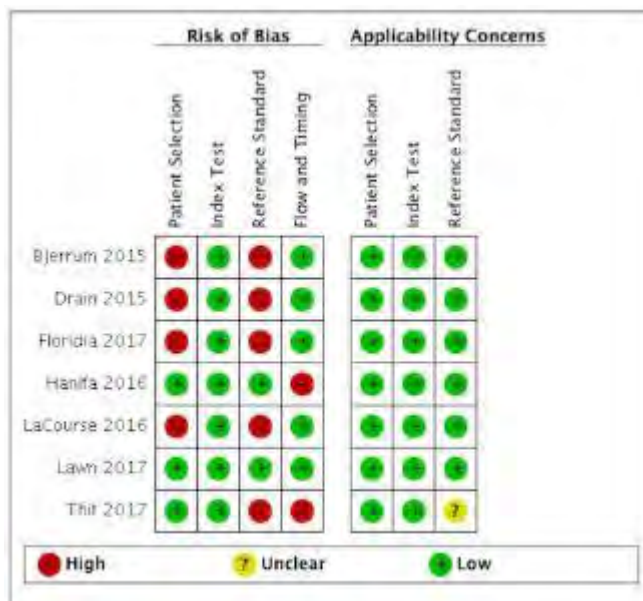 Risk of Bias Applicability Concerns
Patient Selection
Index Test
Reference Standard
Flow and Timing
Patient Selection
Index Test
Reference Standard
Bjerrum 2015
Drain 2015
Floridia 2017
Hanifa 2016
LaCourse 2016
Lawn 2017
Thit 2017 ?
High ? Unclear + Low